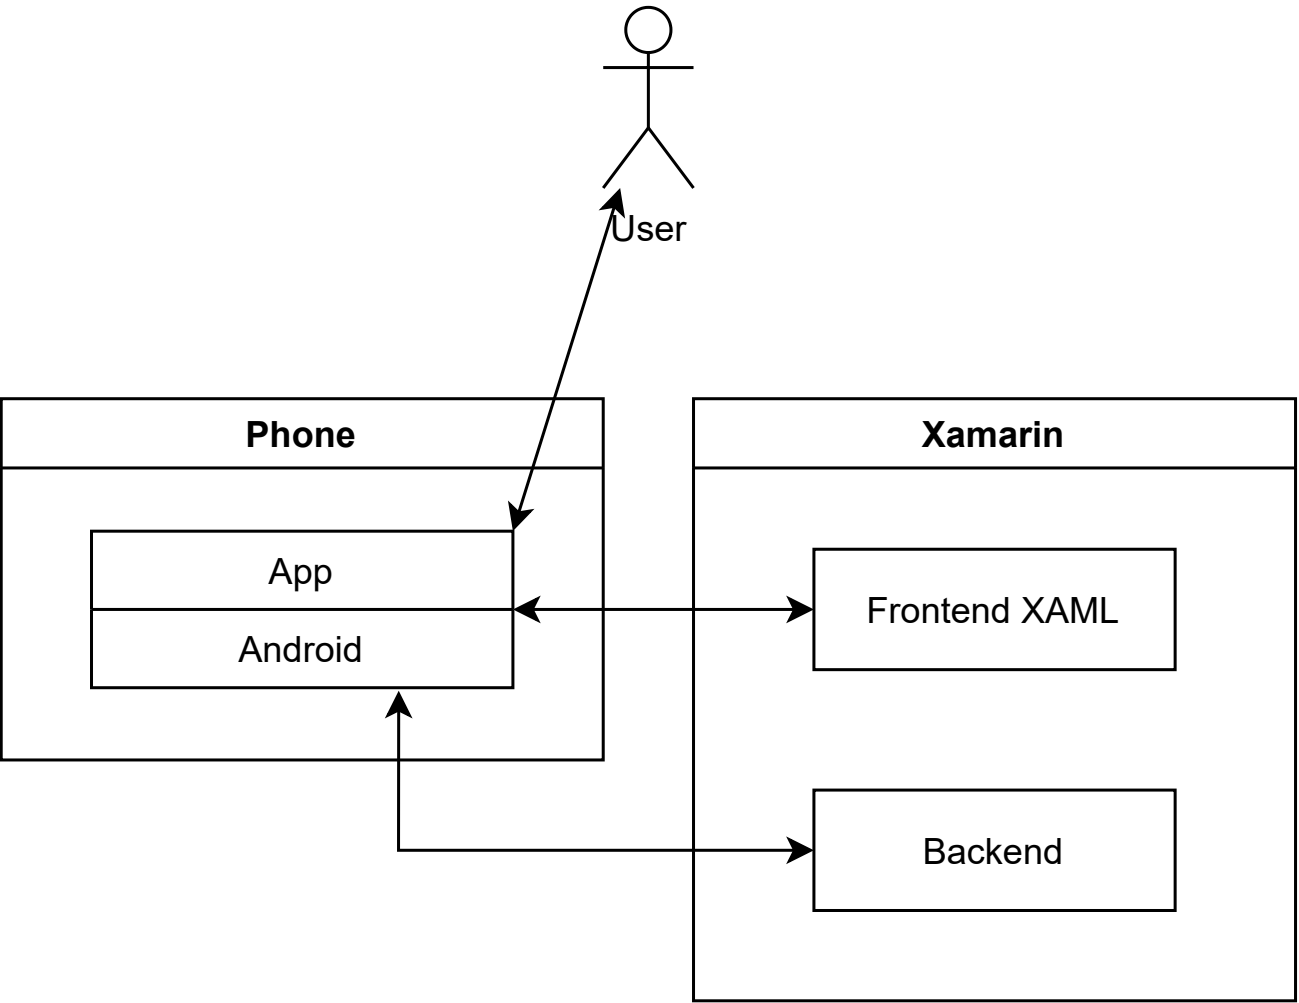 User
Phone
Xamarin
App
Android
Frontend XAML
Backend